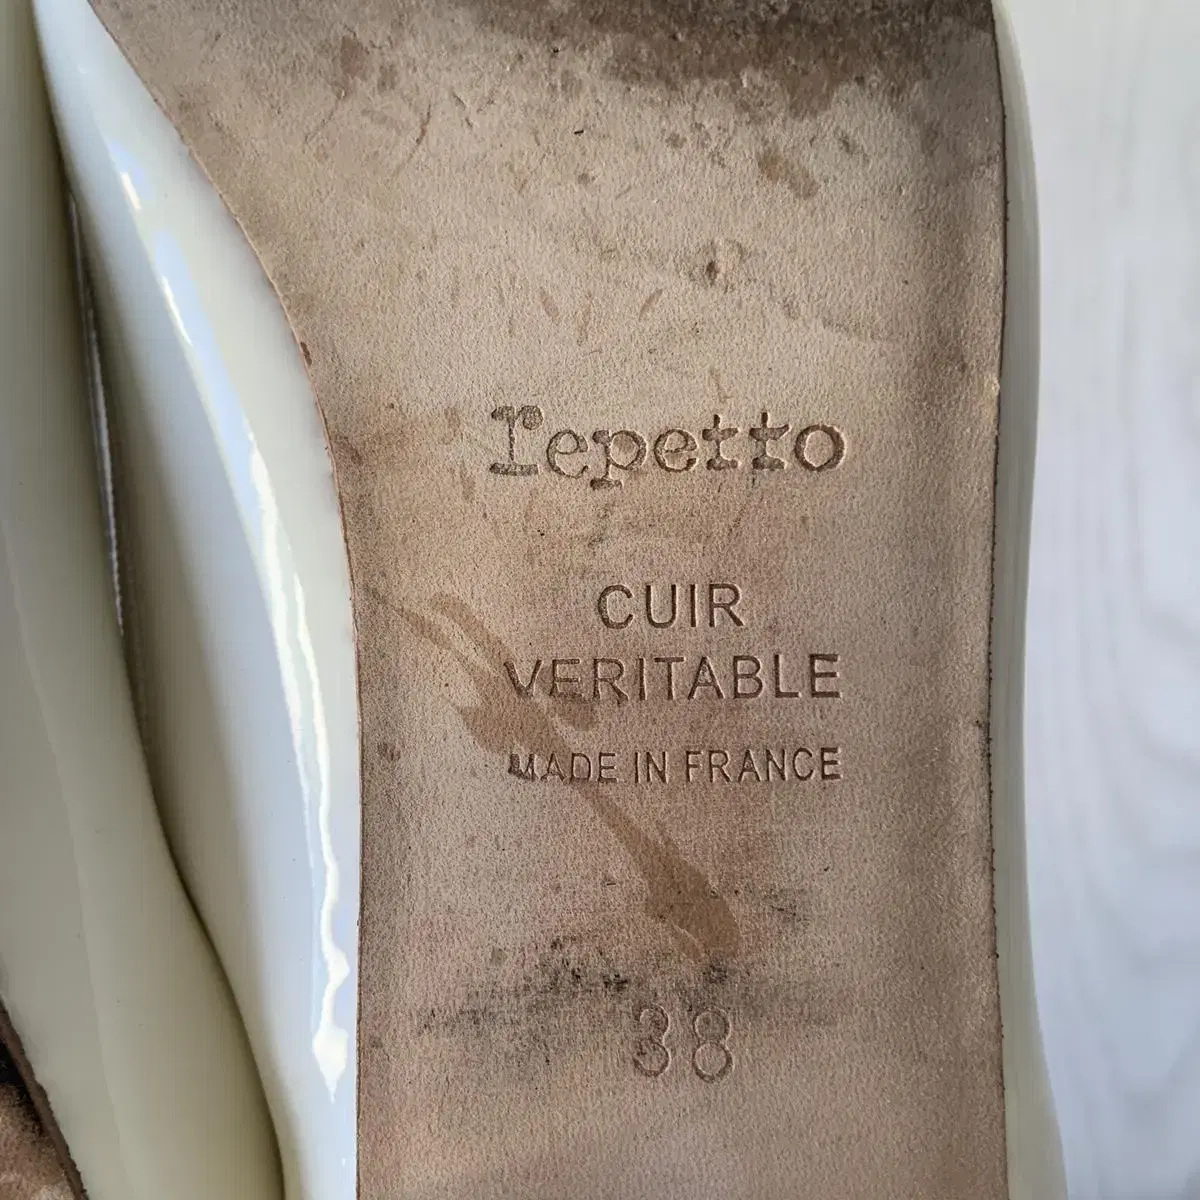 repetto
CUIR
VERITABLE
MADE IN FRANCE
38